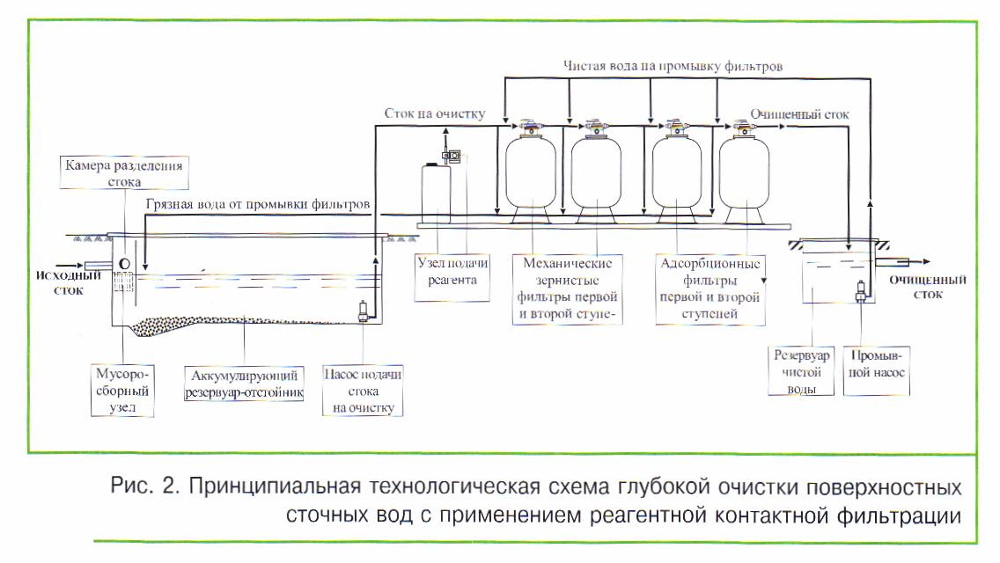 Чистая вода па промывку фильтров
Сток на очистку
Очищенный сток
Камера разделения
стока
Грязная вода от промывки фильтров
Исходный
сток
Узел подачи
реагента
Механические
зернистые
фильтры первой
и второй ступе-
Адсорбционные
фильтры
первой и второй
ступеней
Очищенный
сток
Мусоро-
сборный
узел
Аккумулирующий
резервуар-отстойник
Насос подачи
стока
на очистку
Резервуар
чистой
воды
Промыв-
ной насос
Рис. 2. Принципиальная технологическая схема глубокой очистки поверхностных
сточных вод с применением реагентной контактной фильтрации